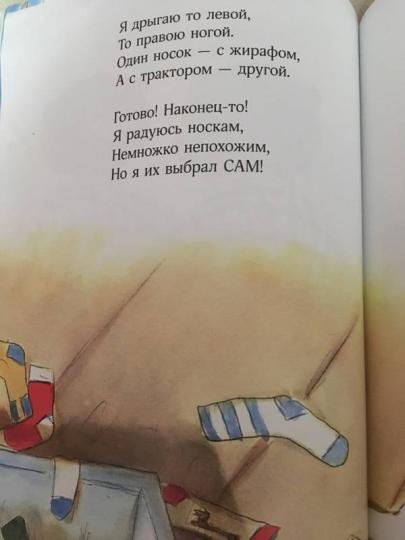 Я дрыгаю то левой,
То правою ногой.
Один носок — с жирафом,
А с трактором — другой.
Готово! Наконец-то!
Я радуюсь носкам,
Немножко непохожим,
Но я их выбрал САМ!